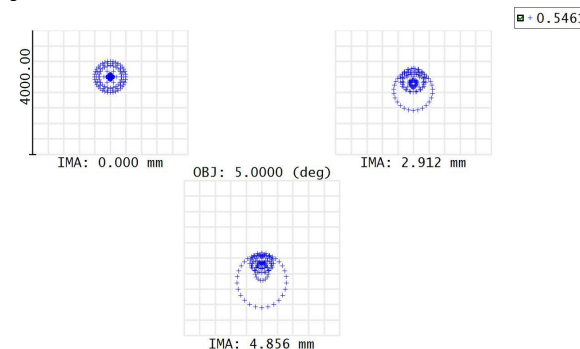 + 0.5461
4000.00
IMA: 0.000 mm
IMA: 2.912 mm
OBJ: 5.0000 (deg)
IMA: 4.856 mm